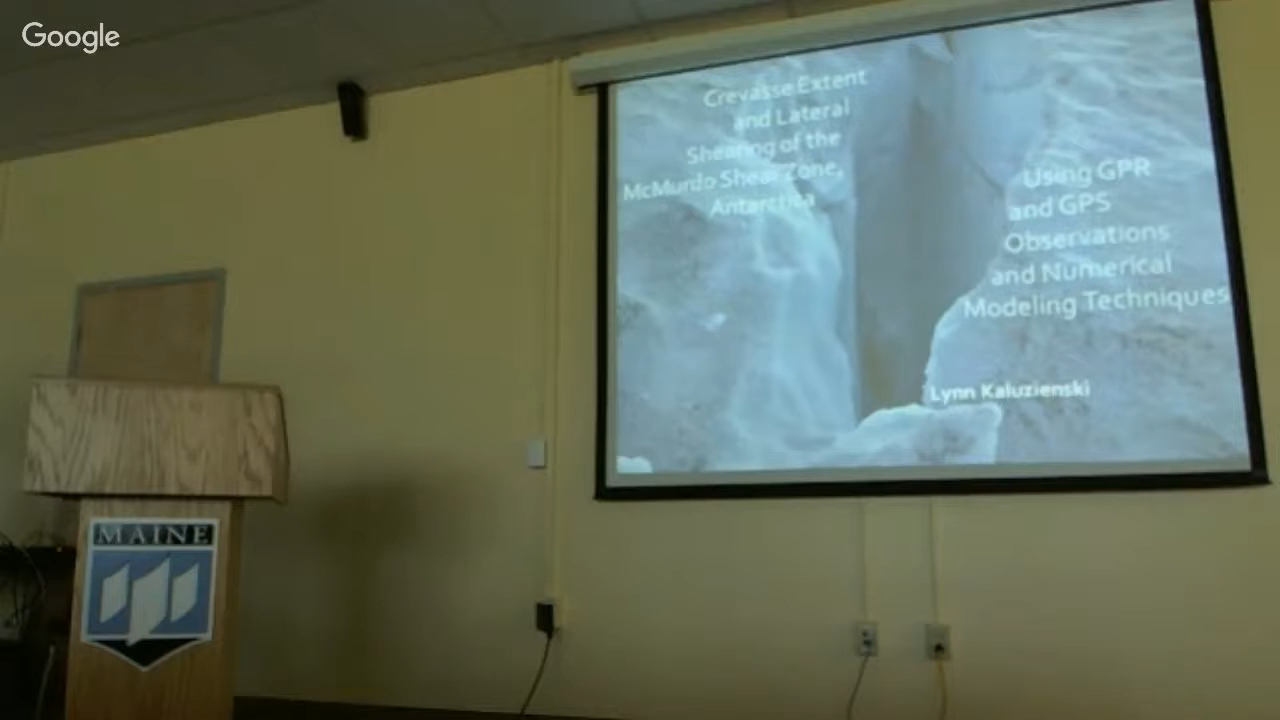 Google
Crevasse Extent
and Lateral
Shearing of the
McMurdo Shear Zone,
Antarctica
Using GPR
and GPS
Observations
and Numerical
Modeling Techniques
Lynn Kaluzienski
MAINE